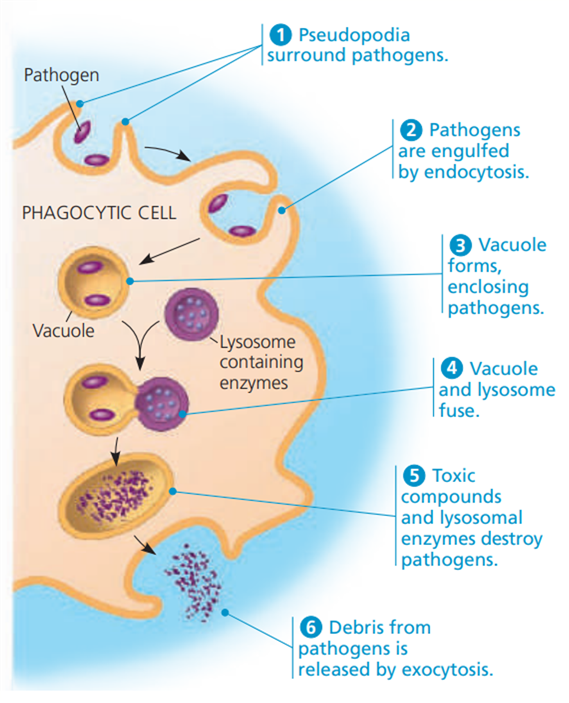 1 Pseudopodia
surround pathogens.
Pathogen
2 Pathogens
are engulfed
by endocytosis.
PHAGOCYTIC CELL
3 Vacuole
forms,
enclosing
pathogens.
Vacuole
Lysosome
containing
enzymes
4 Vacuole
and lysosome
fuse.
5 Toxic
compounds
and lysosomal
enzymes destroy
pathogens.
6 Debris from
pathogens is
released by exocytosis.